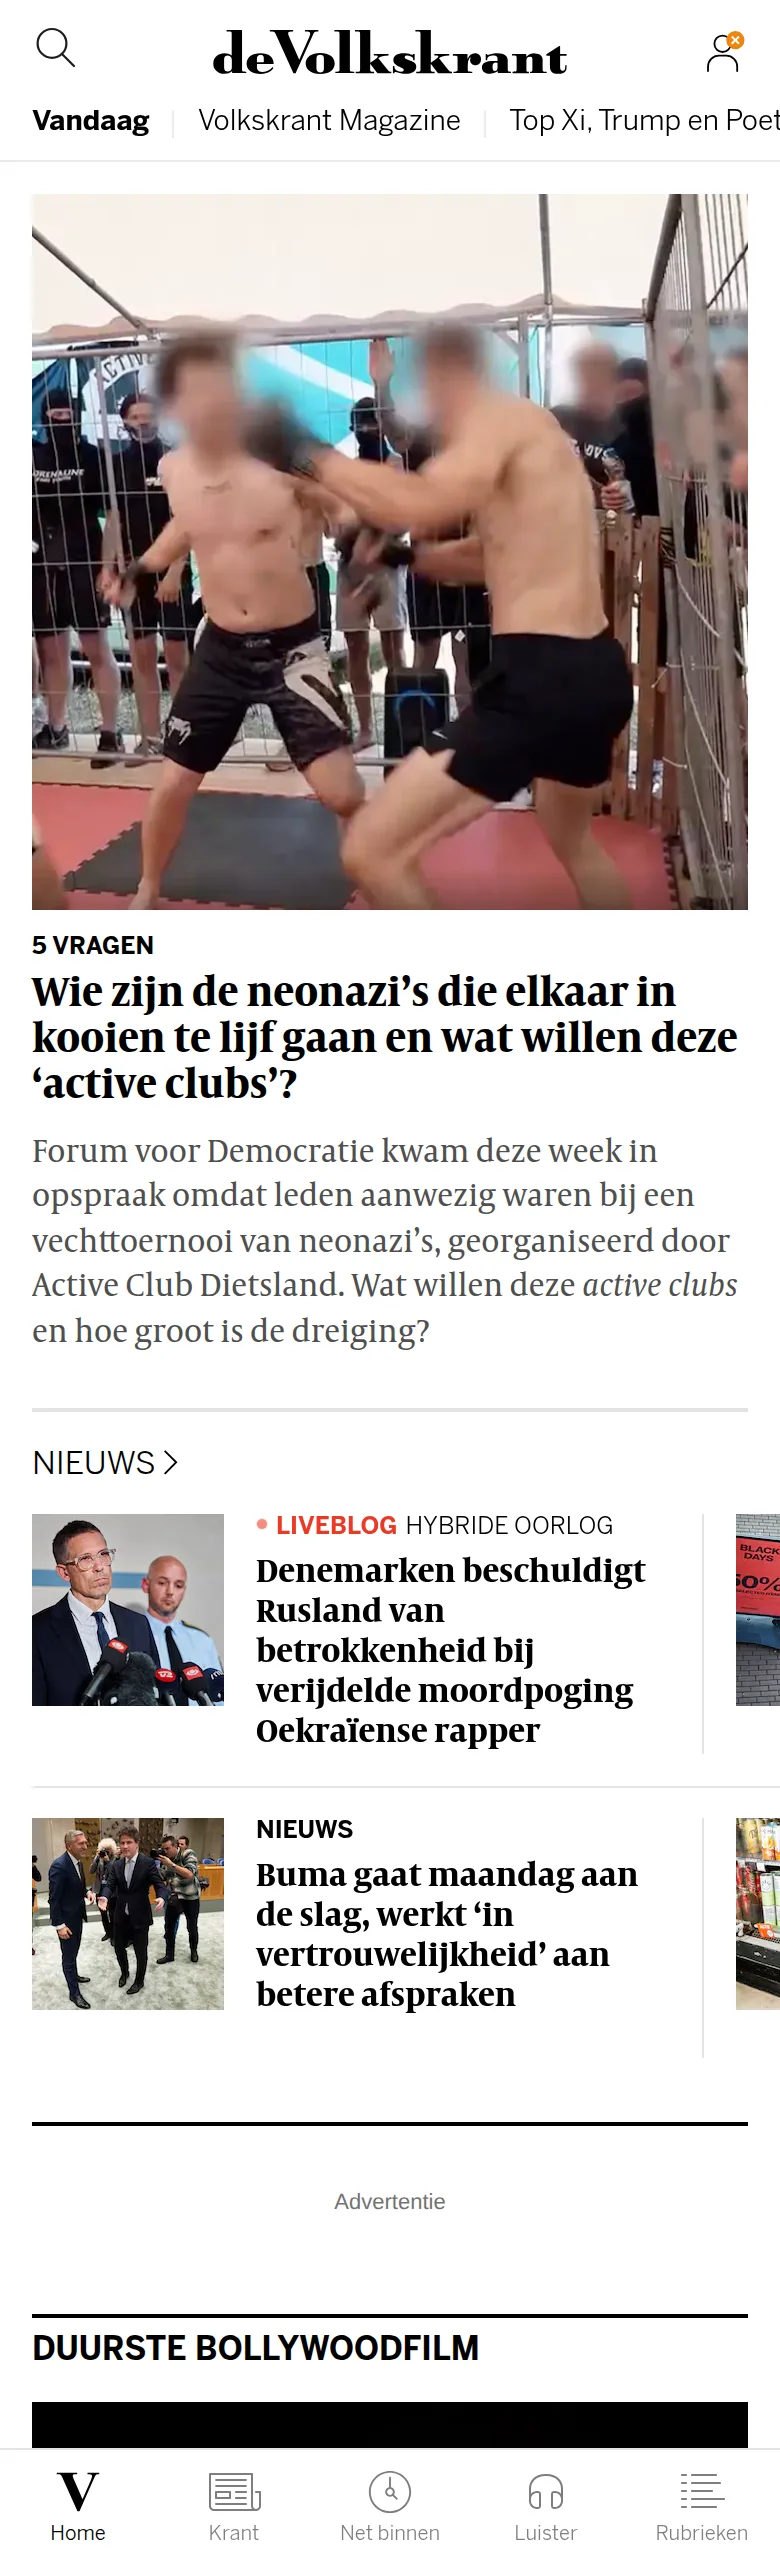 deVolkskrant
Vandaag
Volkskrant Magazine
Top Xi, Trump en Poet
5 VRAGEN
Wie zijn de neonazi’s die elkaar in
kooien te lijf gaan en wat willen deze
‘active clubs’?
Forum voor Democratie kwam deze week in
opspraak omdat leden aanwezig waren bij een
vechttoernooi van neonazi’s, georganiseerd door
Active Club Dietsland. Wat willen deze active clubs
en hoe groot is de dreiging?
NIEUWS
LIVEBLOG HYBRIDE OORLOG
Denemarken beschuldigt
Rusland van
betrokkenheid bij
verijdelde moordpoging
Oekraïense rapper
BLACK
DAYS
50%
NIEUWS
Buma gaat maandag aan
de slag, werkt ‘in
vertrouwelijkheid’ aan
betere afspraken
Advertentie
DUURSTE BOLLYWOODFILM
V
Home
Krant
Net binnen
Luister
Rubrieken